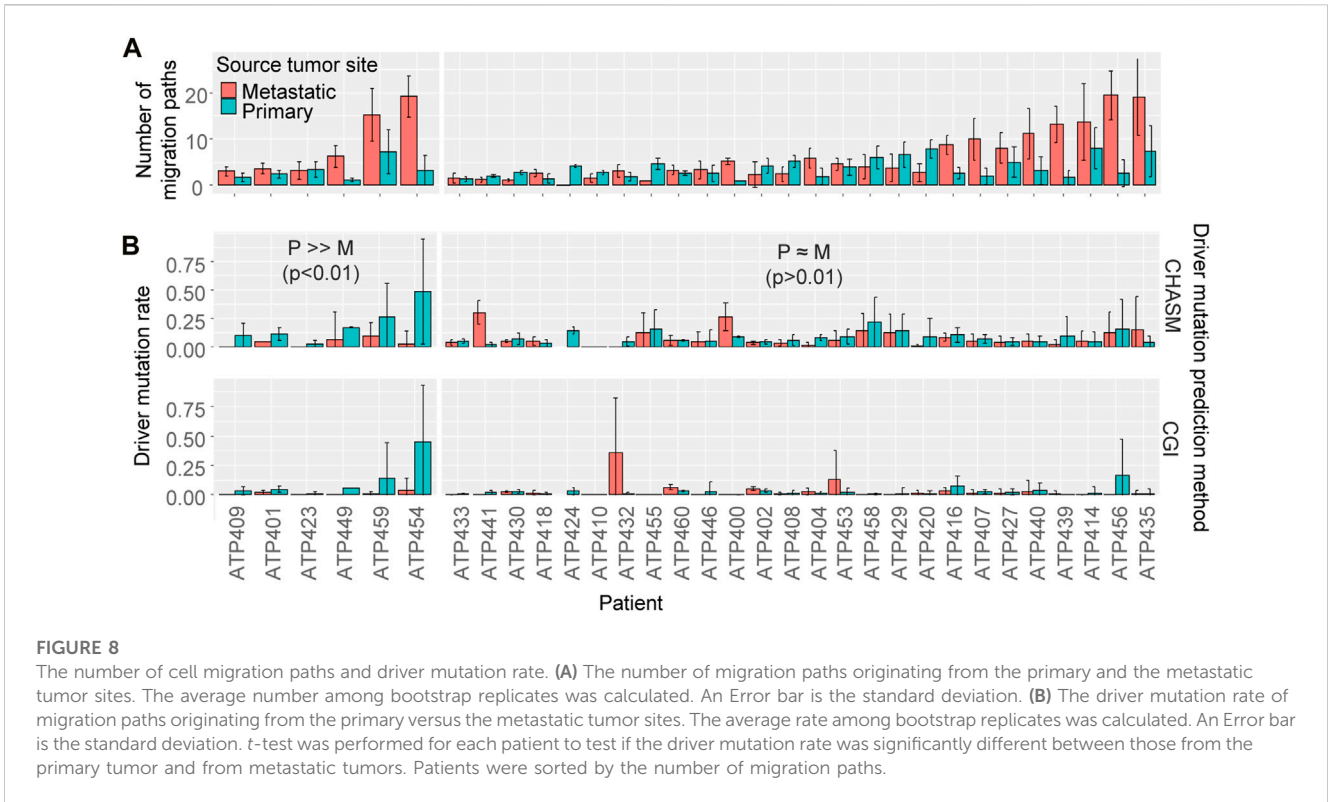 A
Number of
migration paths
Source tumor site
Metastatic
Primary
20
10
0
B
Driver mutation rate
P >> M
(p<0.01)
P ≈ M
(p>0.01)
0.75
0.50
0.25
0.00
CHASM
0.75
0.50
0.25
0.00
CGI
Driver mutation prediction method
ATP409
ATP401
ATP423
ATP449
ATP459
ATP454
ATP433
ATP441
ATP430
ATP418
ATP424
ATP410
ATP432
ATP455
ATP460
ATP446
ATP400
ATP402
ATP408
ATP404
ATP453
ATP458
ATP429
ATP420
ATP416
ATP407
ATP427
ATP440
ATP439
ATP414
ATP456
ATP435
Patient
FIGURE 8
The number of cell migration paths and driver mutation rate. (A) The number of migration paths originating from the primary and the metastatic
tumor sites. The average number among bootstrap replicates was calculated. An Error bar is the standard deviation. (B) The driver mutation rate of
migration paths originating from the primary versus the metastatic tumor sites. The average rate among bootstrap replicates was calculated. An Error bar
is the standard deviation. t-test was performed for each patient to test if the driver mutation rate was significantly different between those from the
primary tumor and from metastatic tumors. Patients were sorted by the number of migration paths.